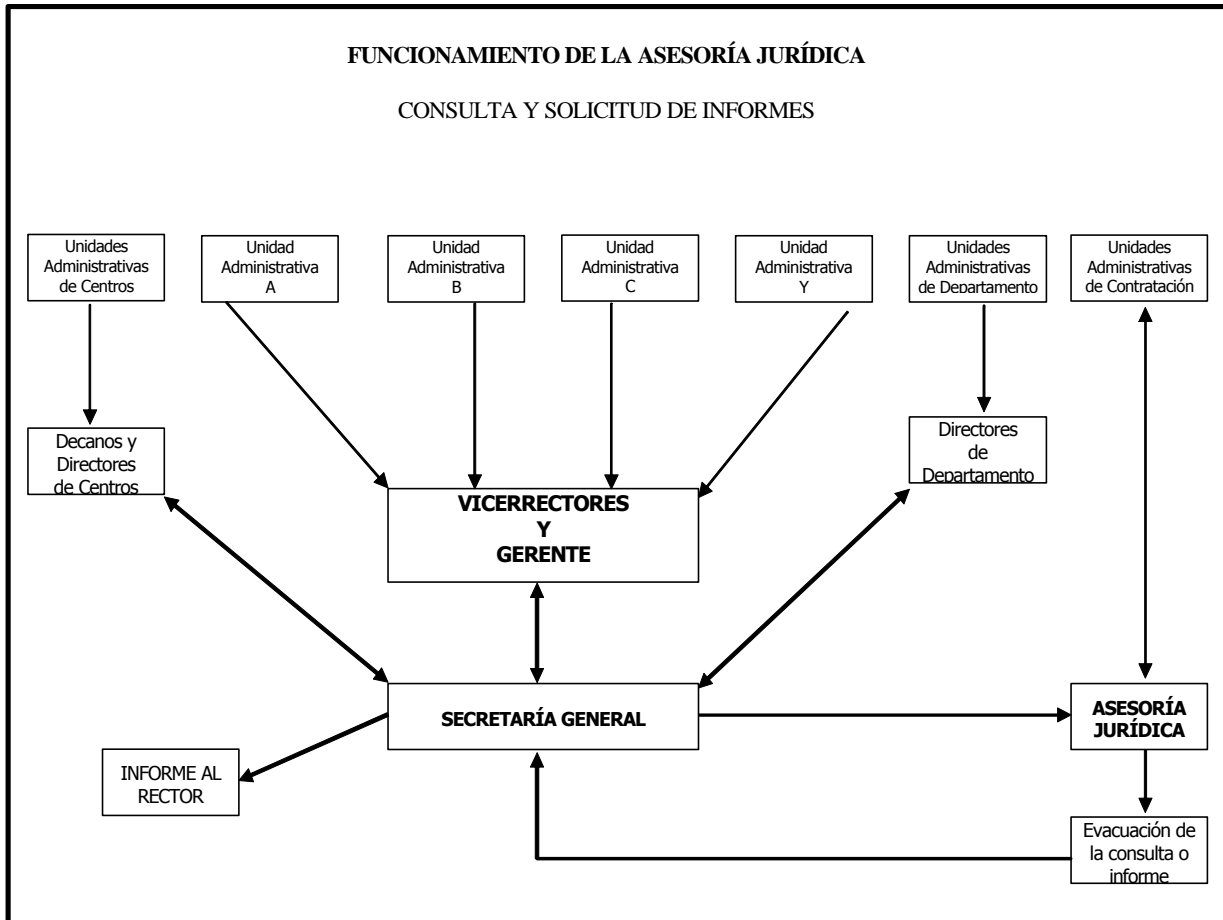 FUNCIONAMIENTO DE LA ASESORÍA JURÍDICA
CONSULTA Y SOLICITUD DE INFORMES
Unidades
Administrativas
de Centros
Unidad
Administrativa
A
Unidad
Administrativa
B
Unidad
Administrativa
C
Unidad
Administrativa
Y
Unidades
Administrativas
de Departamento
Unidades
Administrativas
de Contratación
Decanos y
Directores
de Centros
Directores
de
Departamento
VICERRECTORES
Y
GERENTE
SECRETARÍA GENERAL
ASESORÍA
JURÍDICA
INFORME AL
RECTOR
Evacuación de
la consulta o
informe